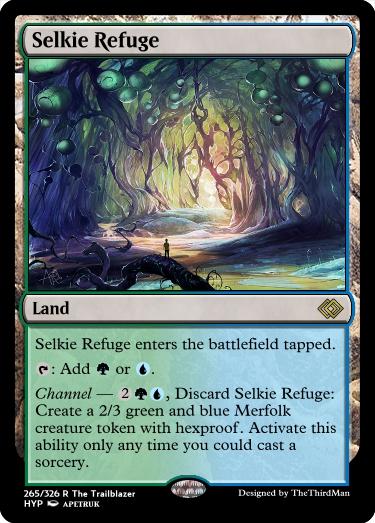 Selkie Refuge
Land
Selkie Refuge enters the battlefield tapped.
: Add or .
Channel — 2 , Discard Selkie Refuge:
Create a 2/3 green and blue Merfolk
creature token with hexproof. Activate this
ability only any time you could cast a
sorcery.
265/326 R The Trailblazer
Designed by TheThirdMan
HYP APETRUK